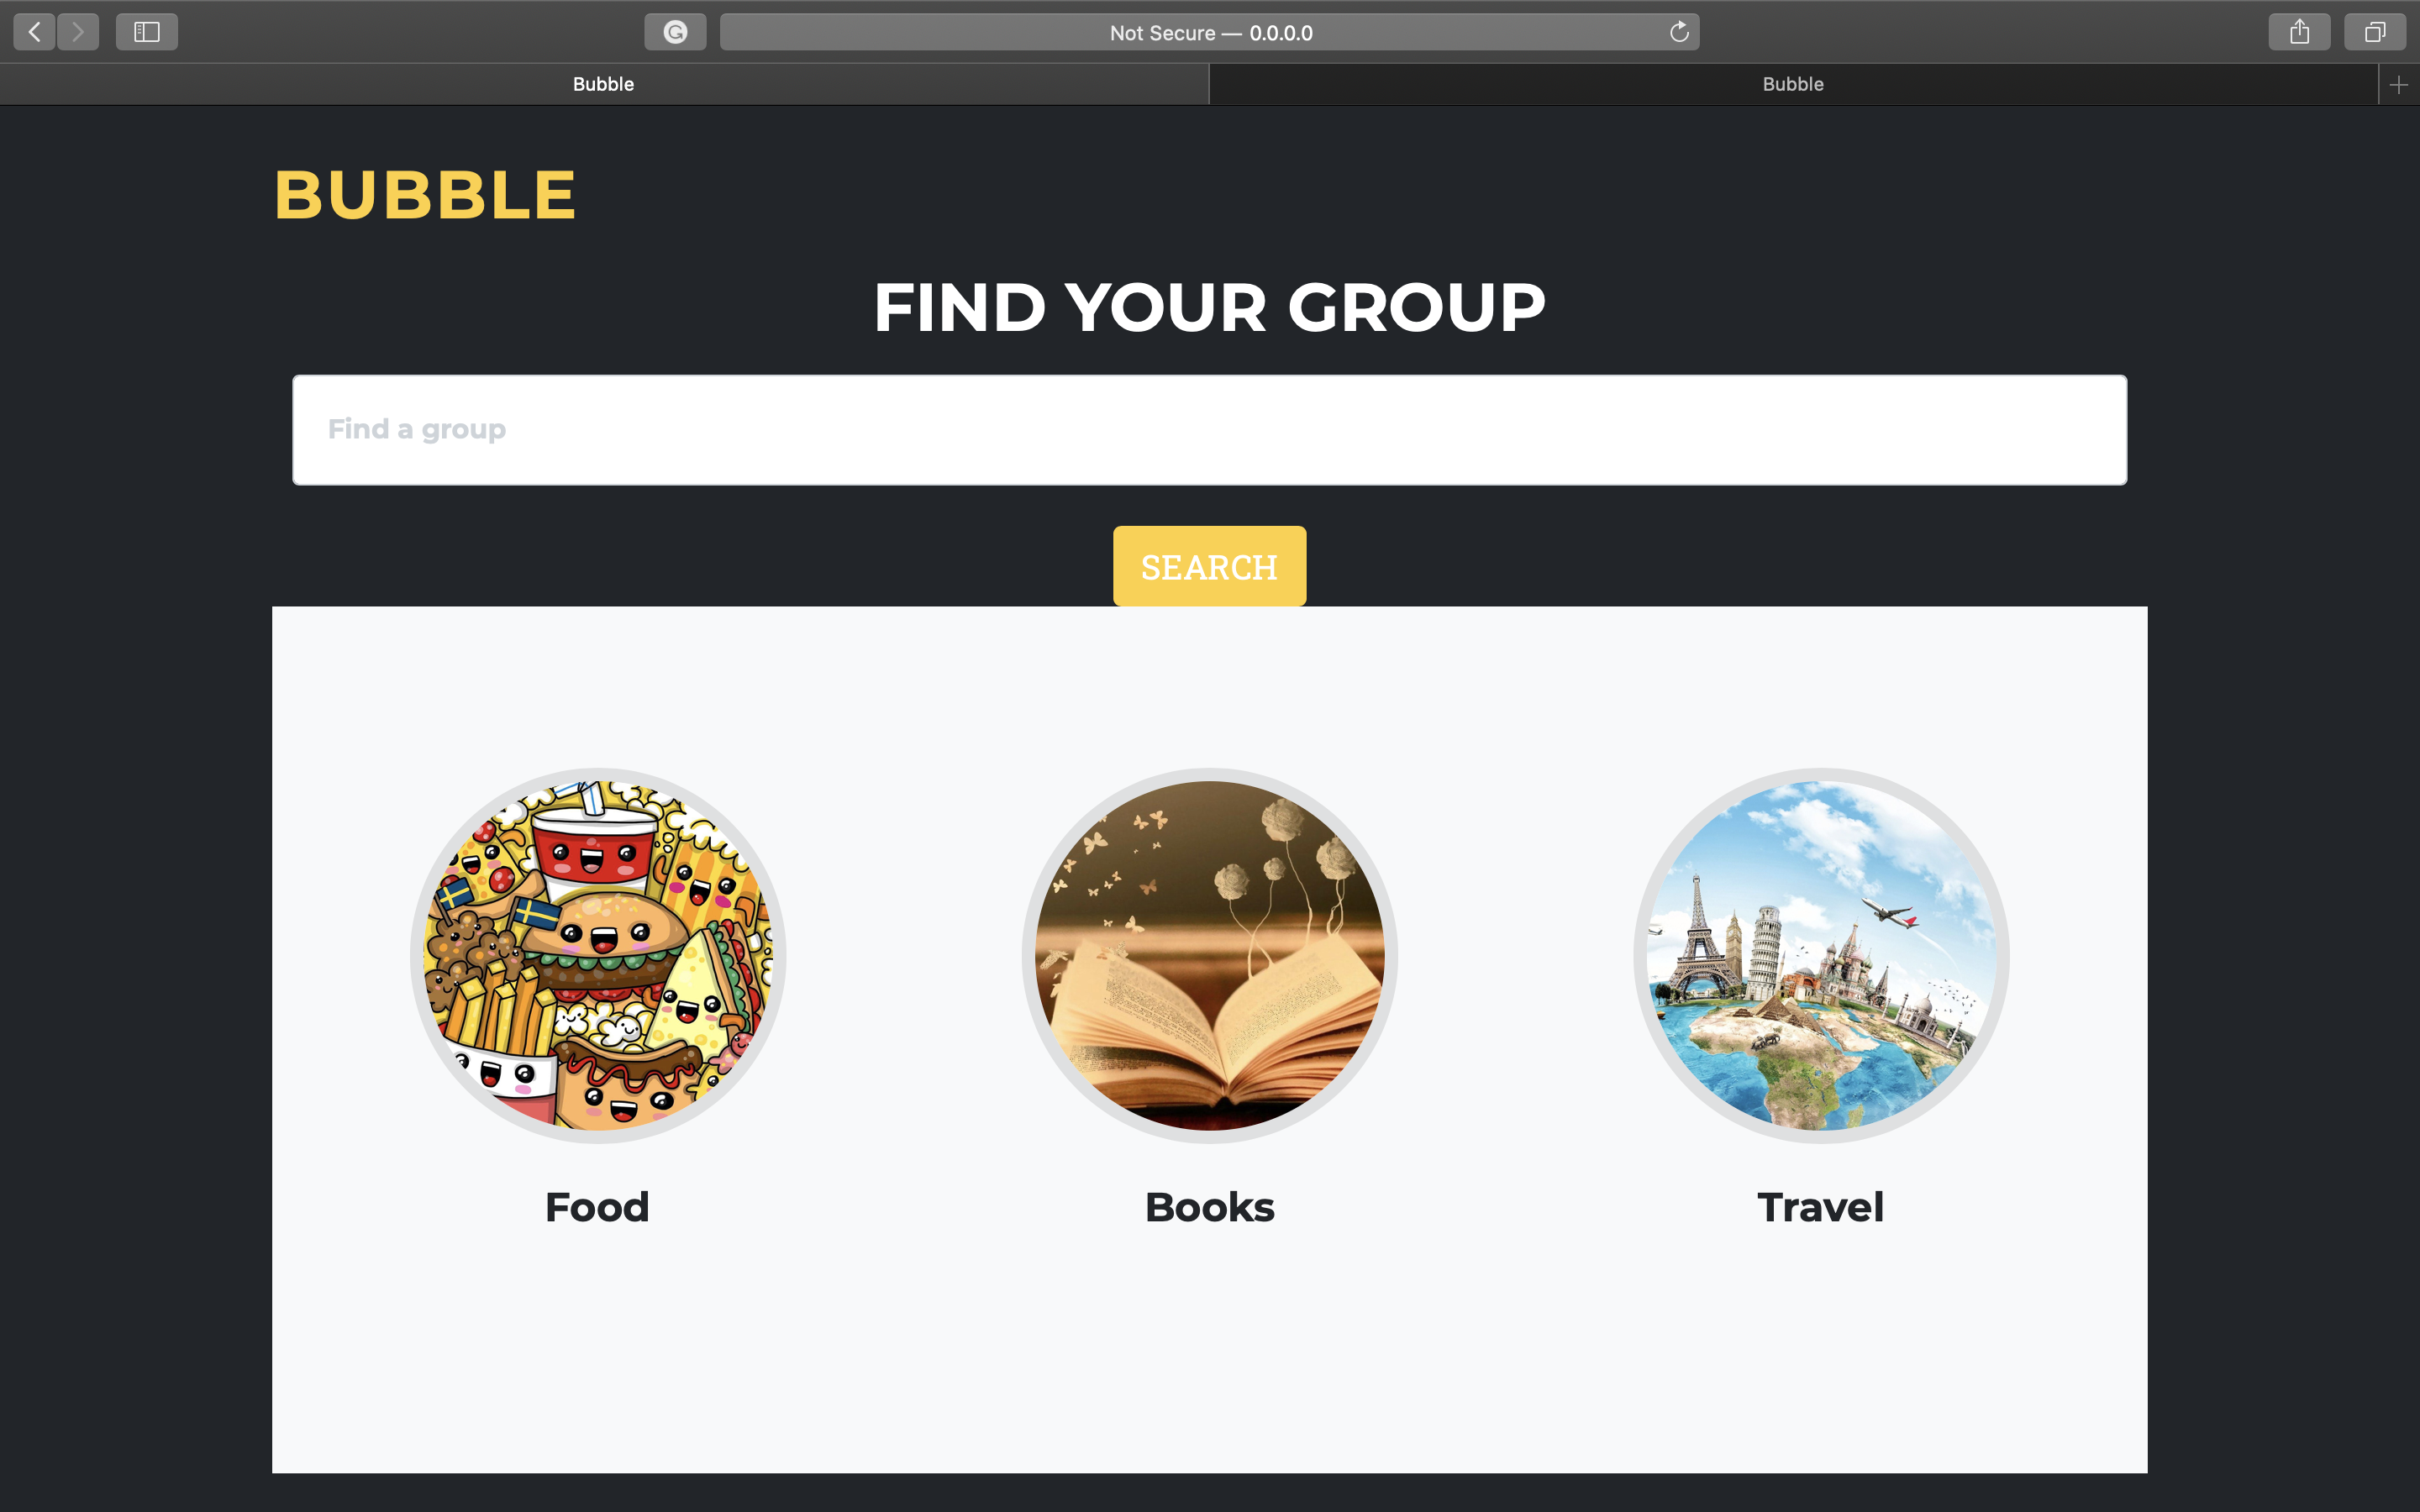 Not Secure — 0.0.0.0
Bubble
Bubble
BUBBLE
FIND YOUR GROUP
Find a group
SEARCH
Food
Books
Travel